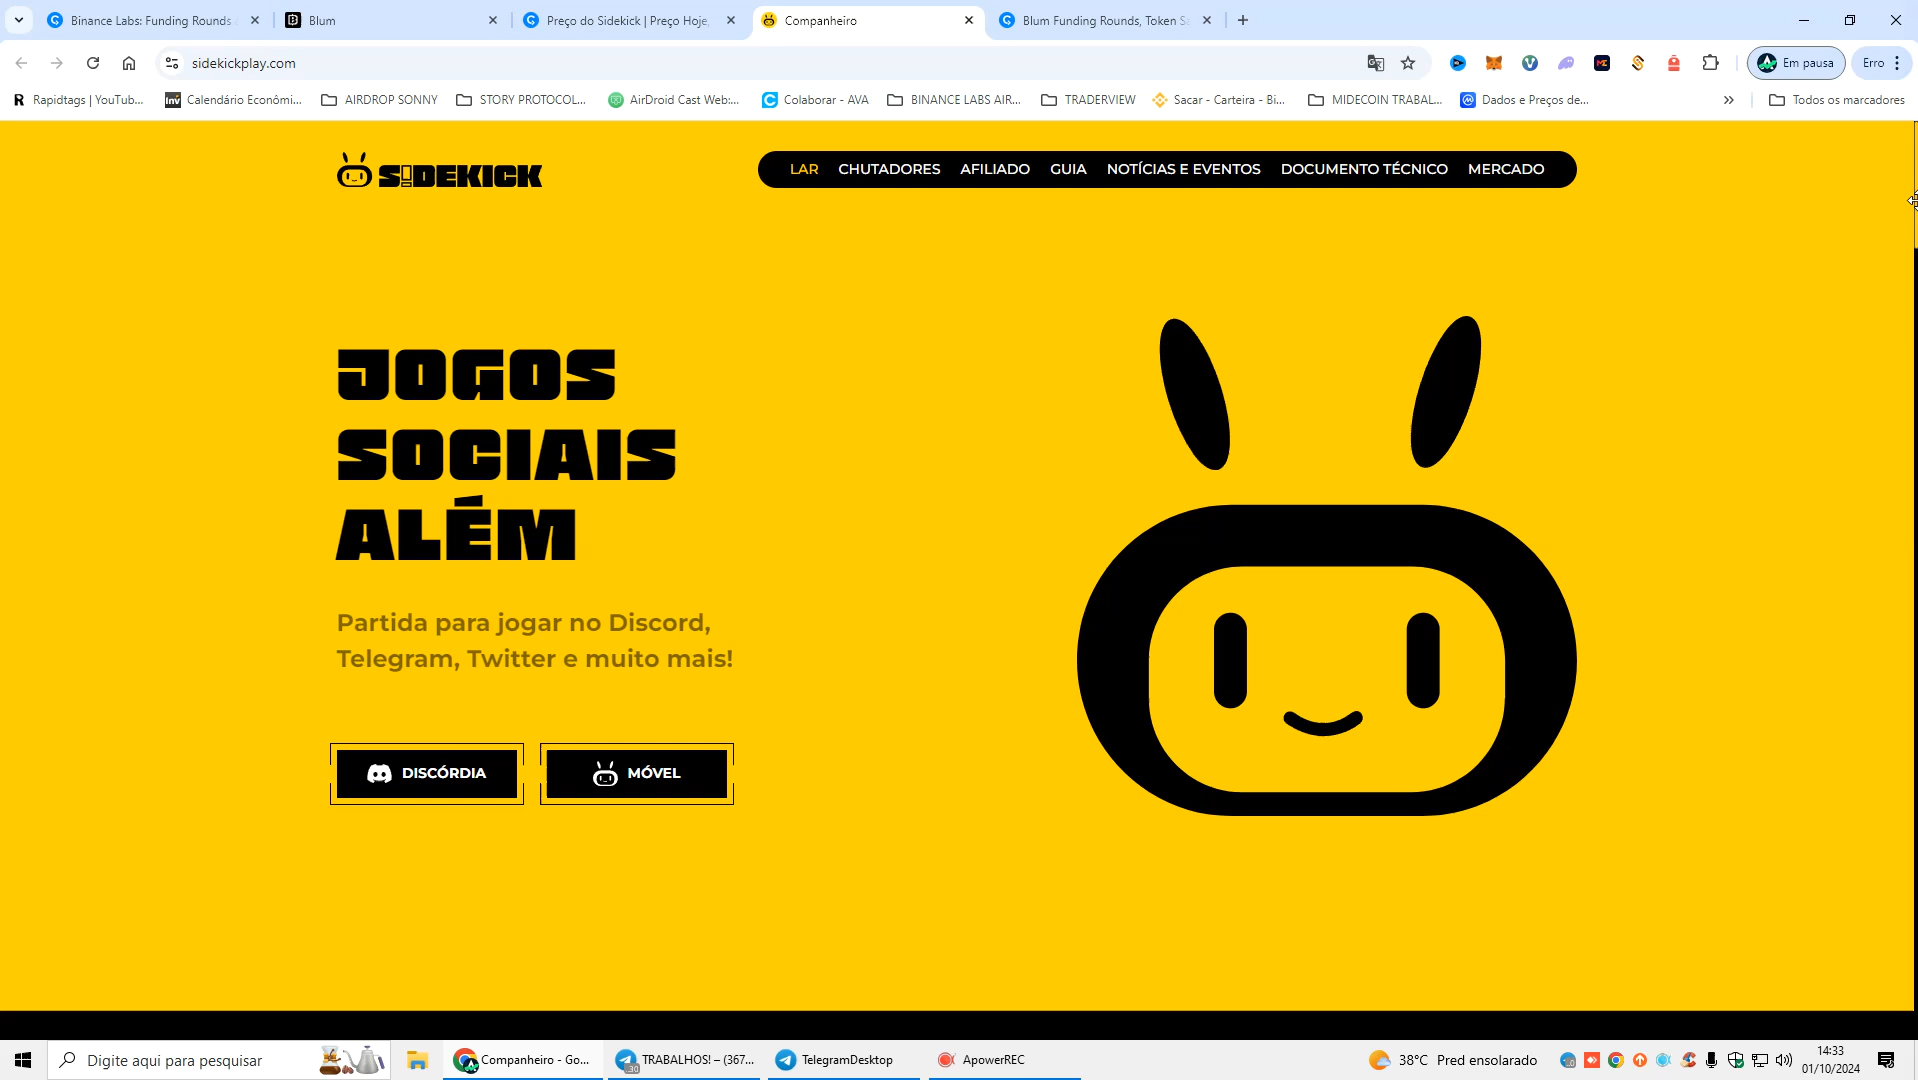 Binance Labs: Funding Rounds
Blum
Preço do Sidekick | Preço Hoje,
Companheiro
Blum Funding Rounds, Token S
sidekickplay.com
Em pausa
Erro
Rapidtags | YouTub...
Calendário Econômi...
AIRDROP SONNY
STORY PROTOCOL...
AirDroid Cast Web:...
Colaborar - AVA
BINANCE LABS AIR...
TRADERVIEW
Sacar - Carteira - Bi...
MIDECOIN TRABAL...
Dados e Preços de...
Todos os marcadores
S!DEKICK
LAR
CHUTADORES
AFILIADO
GUIA
NOTÍCIAS E EVENTOS
DOCUMENTO TÉCNICO
MERCADO
JOGOS
SOCIAIS
ALÉM
Partida para jogar no Discord,
Telegram, Twitter e muito mais!
DISCÓRDIA
MÓVEL
Digite aqui para pesquisar
Companheiro - Go...
TRABALHOS! – (367...
TelegramDesktop
ApowerREC
38°C Pred ensolarado
14:33
01/10/2024